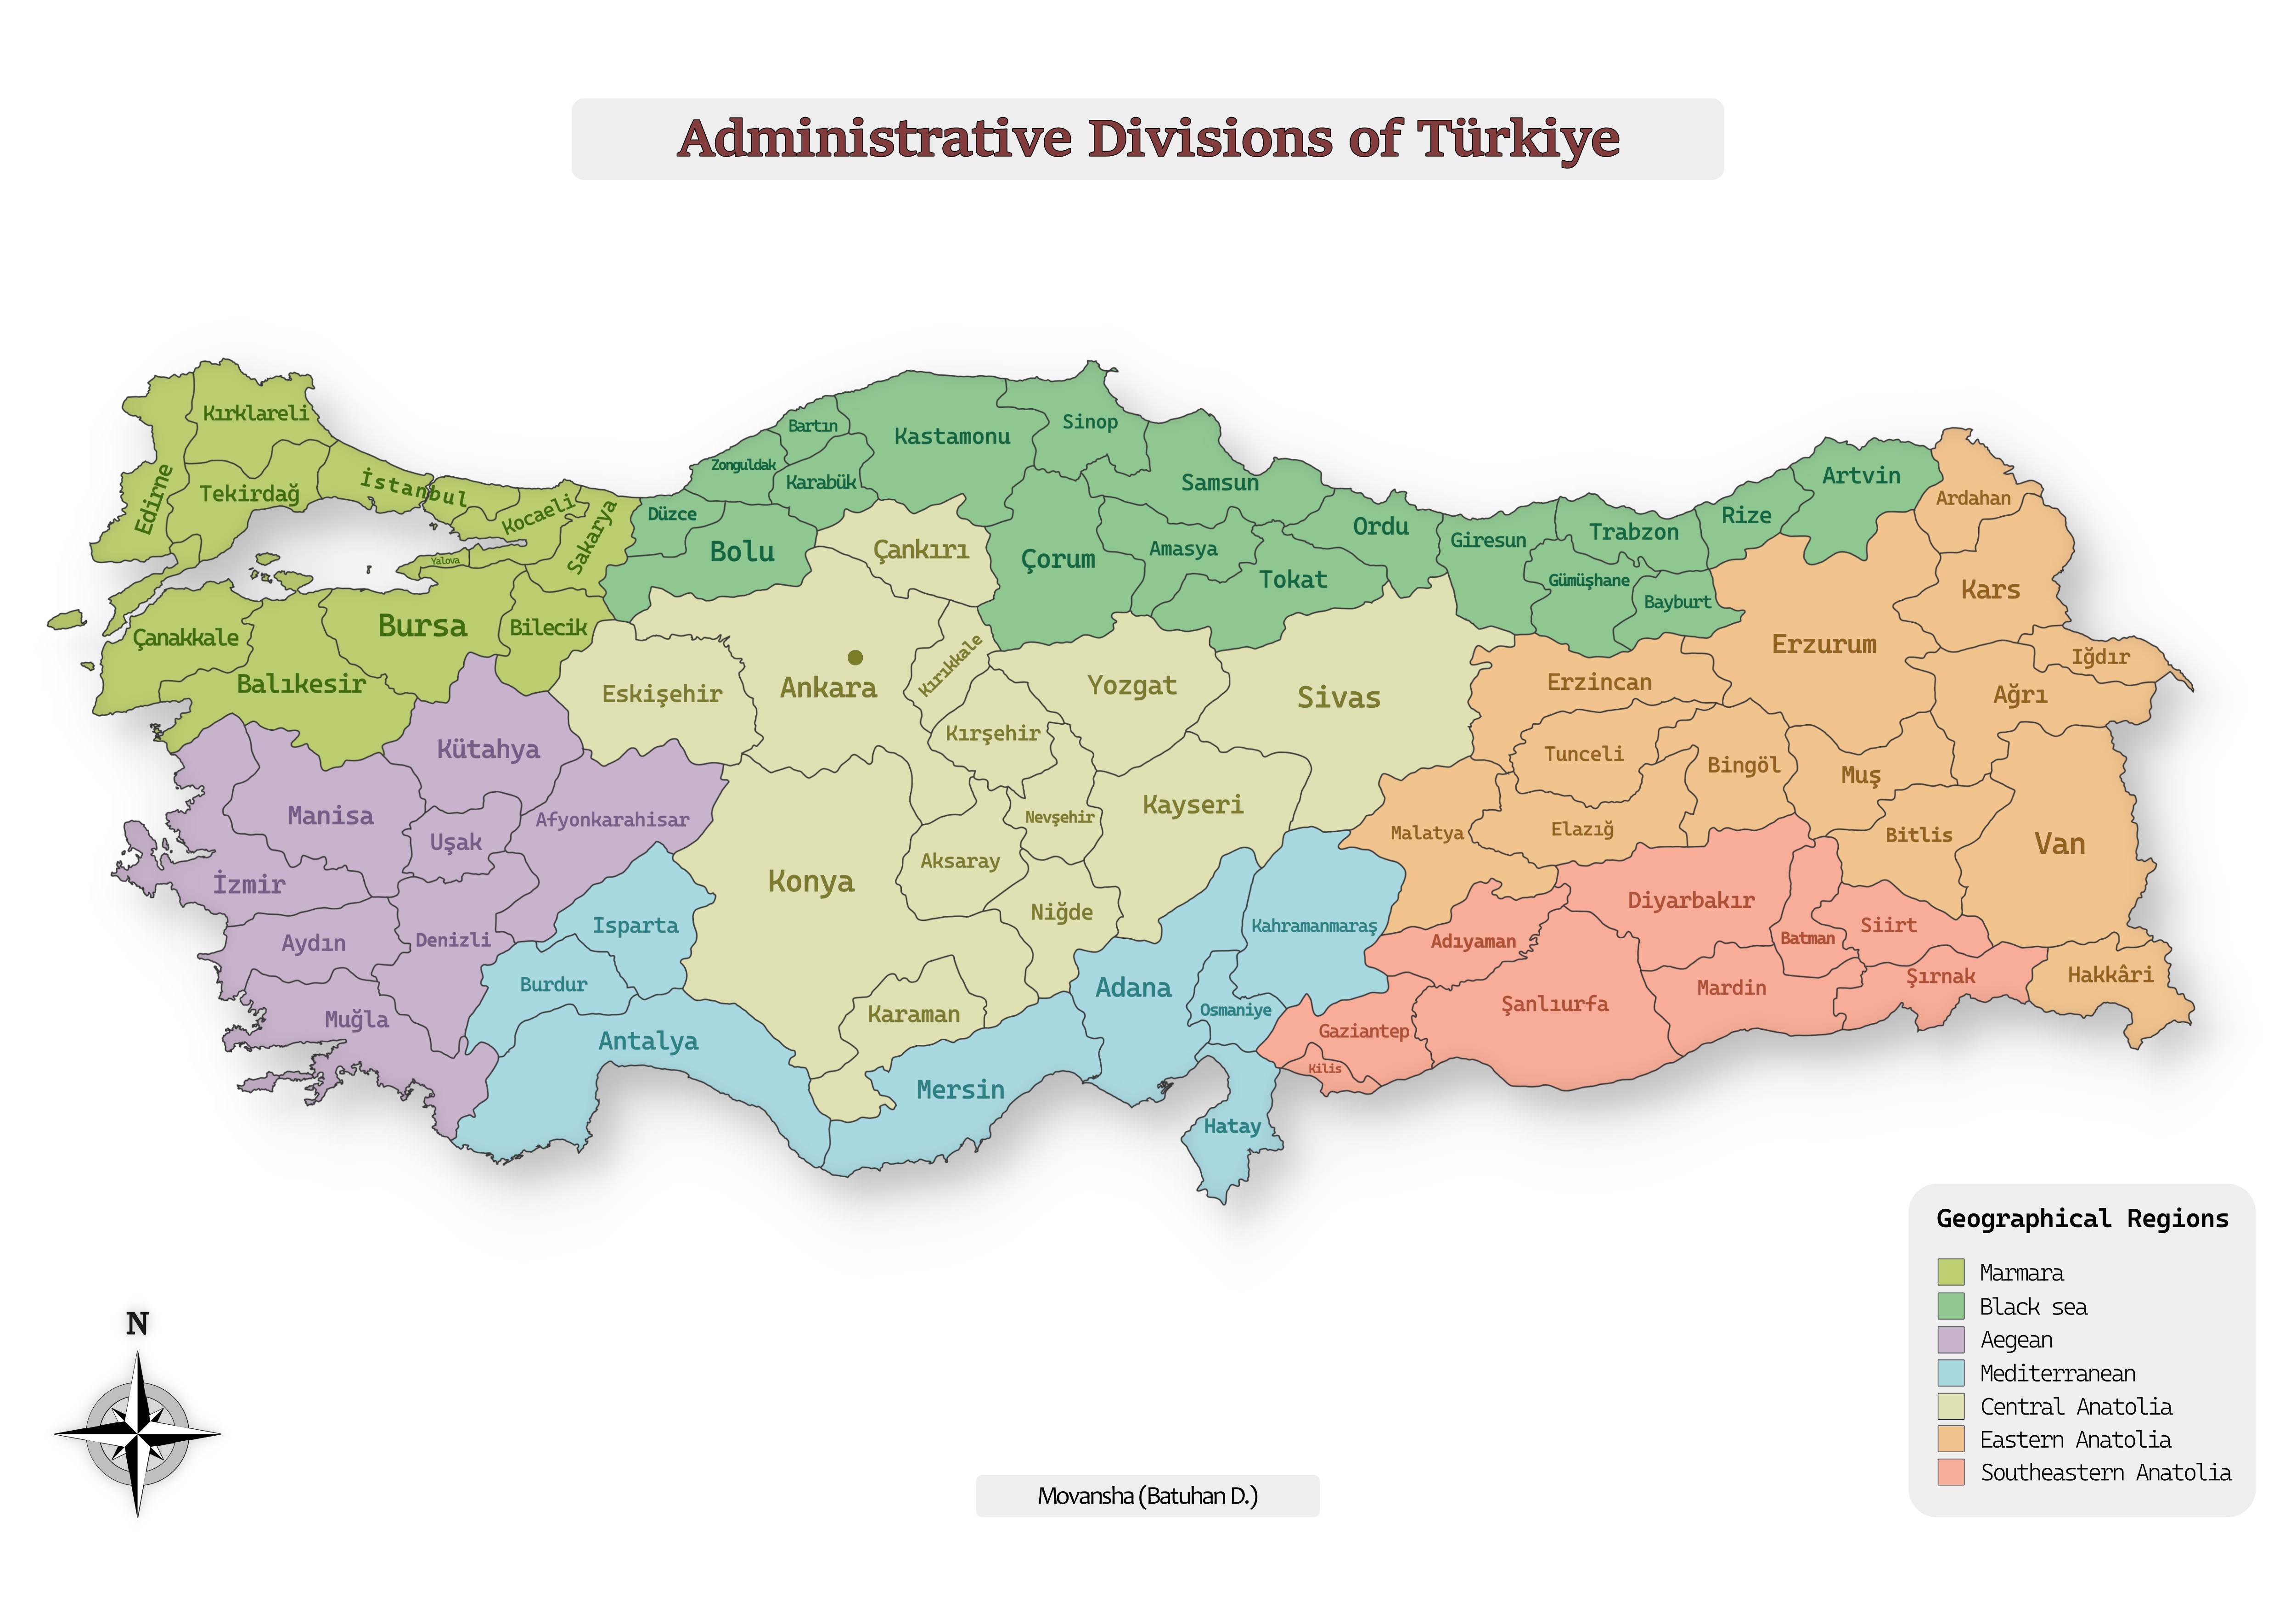 Administrative Divisions of Türkiye
Kırklareli
Edirne
Tekirdağ
İstanbul
Kocaeli
Sakarya
Yalova
Çanakkale
Balıkesir
Bursa
Bilecik
Bartın
Zonguldak
Karabük
Kastamonu
Sinop
Samsun
Düzce
Bolu
Çorum
Amasya
Tokat
Ordu
Giresun
Trabzon
Gümüşhane
Bayburt
Rize
Artvin
Çankırı
Eskişehir
Ankara
Kırıkkale
Kırşehir
Yozgat
Sivas
Nevşehir
Kayseri
Aksaray
Konya
Niğde
Karaman
Kütahya
Manisa
Uşak
Afyonkarahisar
İzmir
Aydın
Denizli
Muğla
Isparta
Burdur
Antalya
Mersin
Adana
Osmaniye
Kahramanmaraş
Hatay
Ardahan
Kars
Iğdır
Erzurum
Ağrı
Erzincan
Tunceli
Bingöl
Muş
Malatya
Elazığ
Bitlis
Van
Hakkâri
Diyarbakır
Adıyaman
Batman
Siirt
Şırnak
Mardin
Şanlıurfa
Gaziantep
Kilis
Geographical Regions
Marmara
Black sea
Aegean
Mediterranean
Central Anatolia
Eastern Anatolia
Southeastern Anatolia
N
Movansha (Batuhan D.)